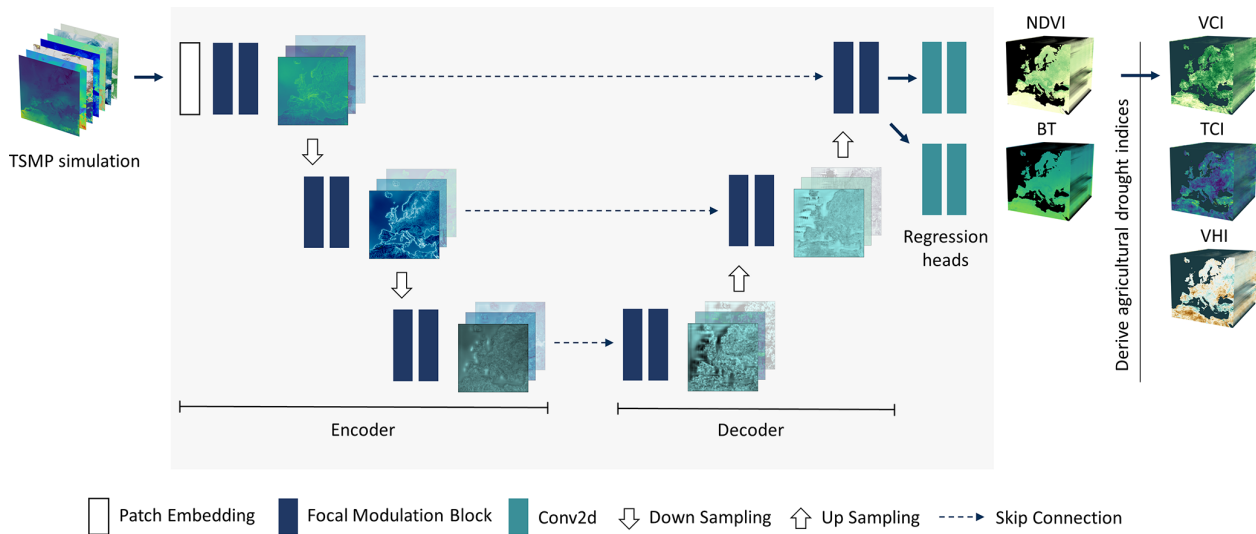 TSMP simulation
Encoder
Decoder
Regression
heads
NDVI
BT
Derive agricultural drought indices
VCI
TCI
VHI
Patch Embedding
Focal Modulation Block
Conv2d
Down Sampling
Up Sampling
Skip Connection